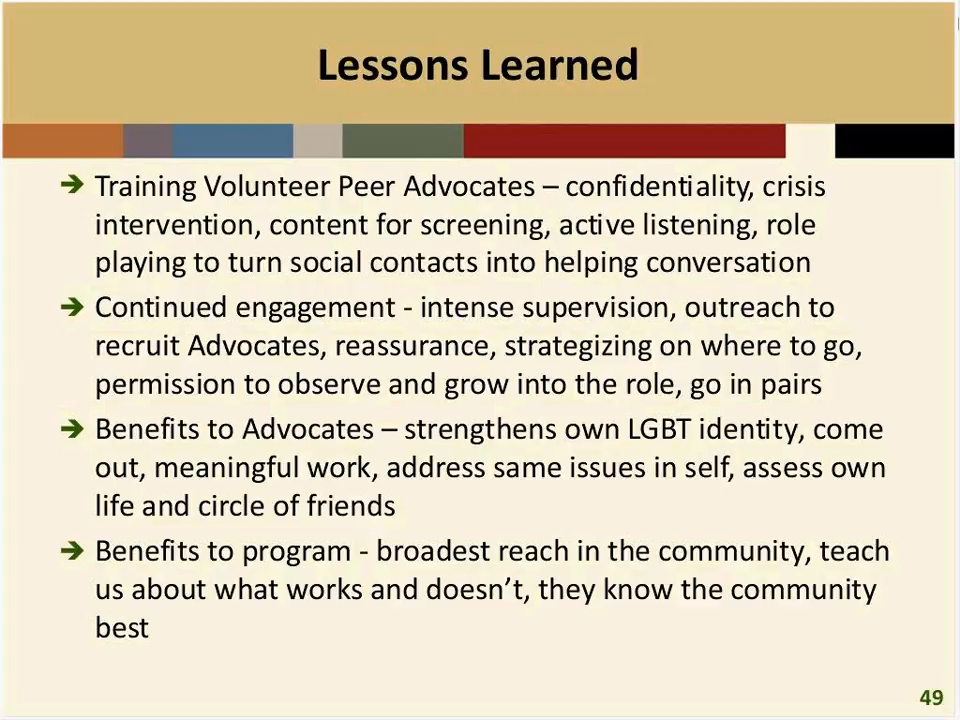 Lessons Learned
Training Volunteer Peer Advocates – confidentiality, crisis
intervention, content for screening, active listening, role
playing to turn social contacts into helping conversation
Continued engagement - intense supervision, outreach to
recruit Advocates, reassurance, strategizing on where to go,
permission to observe and grow into the role, go in pairs
Benefits to Advocates – strengthens own LGBT identity, come
out, meaningful work, address same issues in self, assess own
life and circle of friends
Benefits to program - broadest reach in the community, teach
us about what works and doesn’t, they know the community
best
49